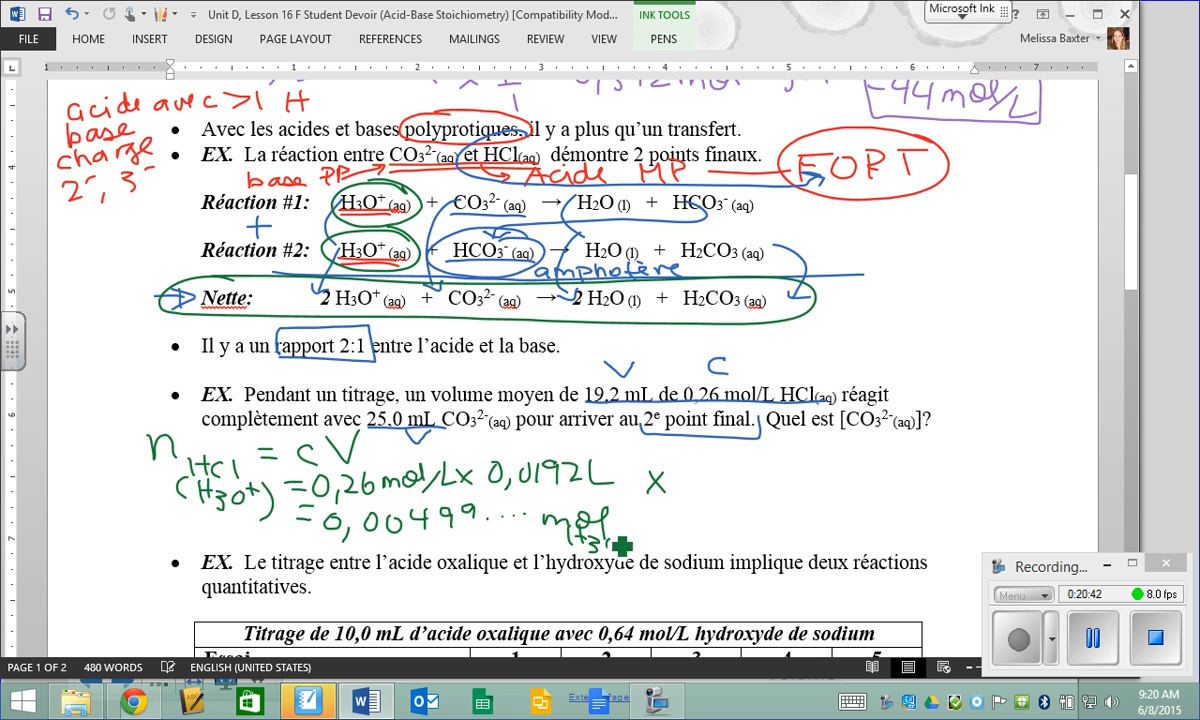 Unit D, Lesson 16 F Student Devoir (Acid-Base Stoichiometry) [Compatibility Mod...
INK TOOLS
Microsoft Ink
FILE HOME INSERT DESIGN PAGE LAYOUT REFERENCES MAILINGS REVIEW VIEW PENS
Melissa Baxter
44 mol/L
acide avec >1 H
base
charge
2-, 3-
• Avec les acides et bases polyprotiques, il y a plus qu'un transfert.
• EX. La réaction entre CO₃²⁻(aq) et HCl(aq) démontre 2 points finaux.
base PP Acide MP FORT
Réaction #1: H₃O⁺(aq) + CO₃²⁻(aq) → H₂O (l) + HCO₃⁻(aq)
+
Réaction #2: H₃O⁺(aq) + HCO₃⁻(aq) → H₂O (l) + H₂CO₃ (aq)
amphotère
Nette: 2 H₃O⁺(aq) + CO₃²⁻(aq) → 2 H₂O (l) + H₂CO₃ (aq)
• Il y a un rapport 2:1 entre l'acide et la base.
V C
• EX. Pendant un titrage, un volume moyen de 19,2 mL de 0,26 mol/L HCl(aq) réagit
complètement avec 25,0 mL CO₃²⁻(aq) pour arriver au 2ᵉ point final. Quel est [CO₃²⁻(aq)]?
V
n HCl = c V
(H₃O⁺) = 0,26 mol/L x 0,0192 L x
= 0,00499.... mol
H₃
• EX. Le titrage entre l'acide oxalique et l'hydroxyde de sodium implique deux réactions
quantitatives.
Titrage de 10,0 mL d'acide oxalique avec 0,64 mol/L hydroxyde de sodium
Essai 1 2 3 4 5
Recording...
Menu 0:20:42 8.0 fps
PAGE 1 OF 2 480 WORDS ENGLISH (UNITED STATES)
9:20 AM
6/8/2015